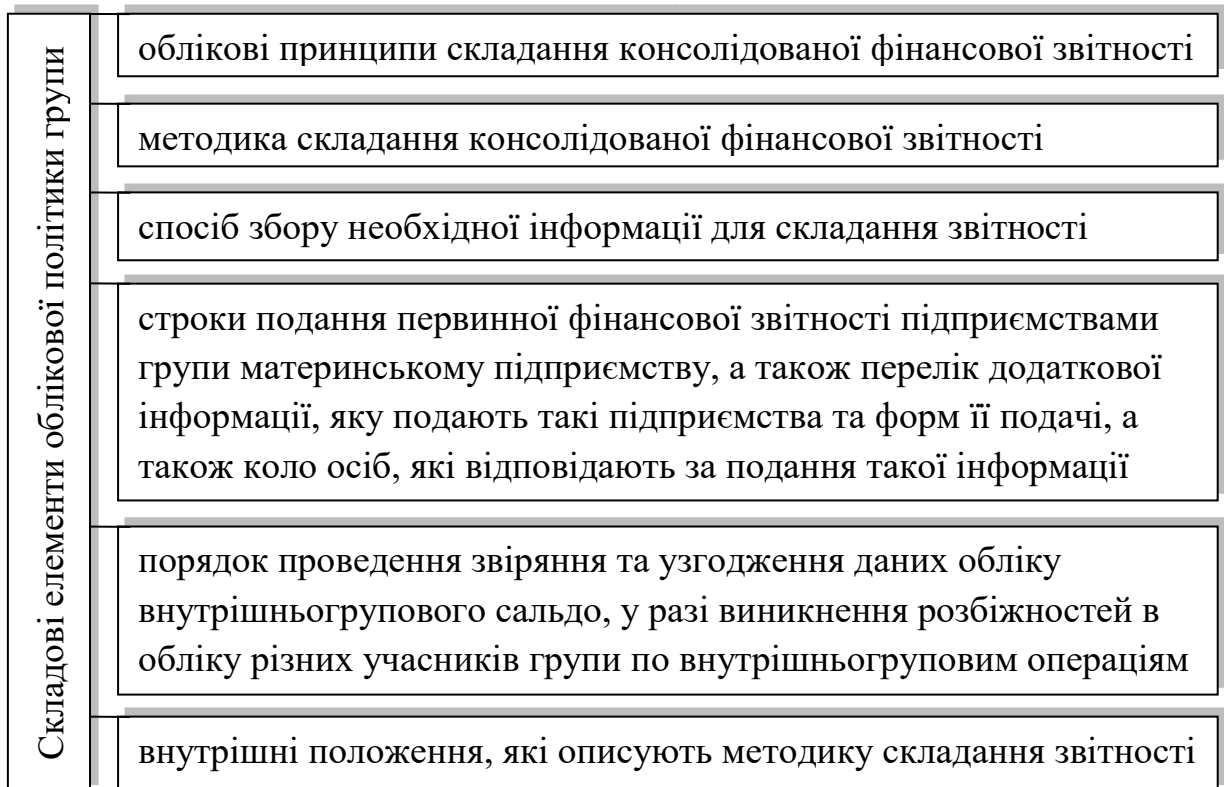 Складові елементи облікової політики групи
облікові принципи складання консолідованої фінансової звітності
методика складання консолідованої фінансової звітності
спосіб збору необхідної інформації для складання звітності
строки подання первинної фінансової звітності підприємствами
групи материнському підприємству, а також перелік додаткової
інформації, яку подають такі підприємства та форм її подачі, а
також коло осіб, які відповідають за подання такої інформації
порядок проведення звіряння та узгодження даних обліку
внутрішньогрупового сальдо, у разі виникнення розбіжностей в
обліку різних учасників групи по внутрішньогруповим операціям
внутрішні положення, які описують методику складання звітності